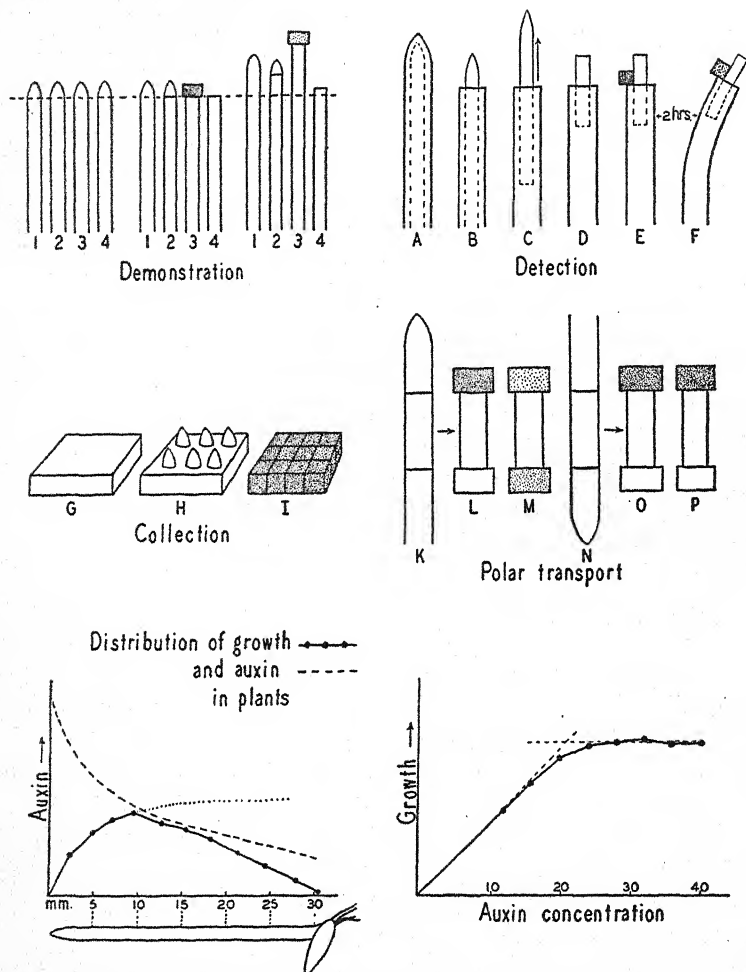 1 2 3 4 1 2 3 4 1 2 3 4
Demonstration
A B C D E F
2 hrs.
Detection
G H I
Collection
K L M N O P
Polar transport
Distribution of growth
and auxin
in plants
Auxin
mm. 5 10 15 20 25 30
Growth
10 20 30 40
Auxin concentration